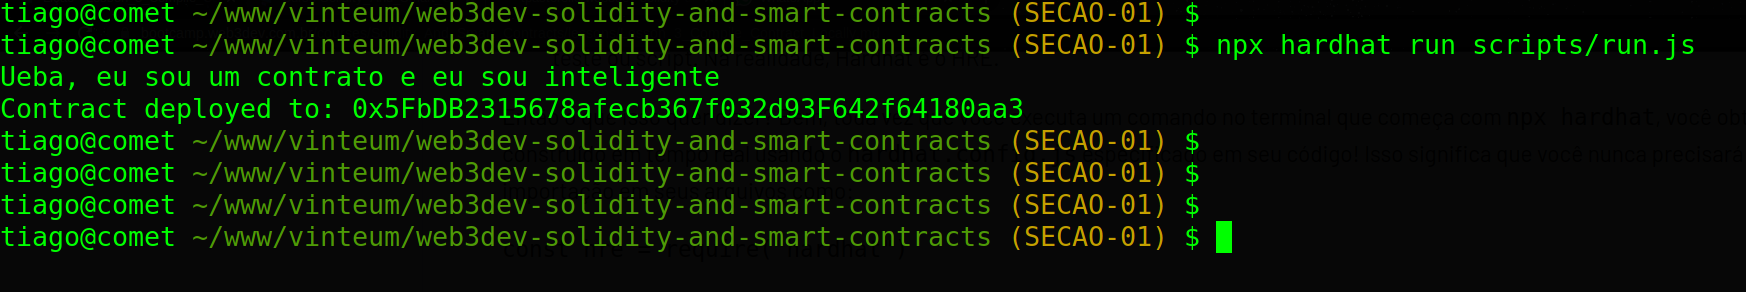 tiago@comet ~/www/vinteum/web3dev-solidity-and-smart-contracts (SECAO-01) $
tiago@comet ~/www/vinteum/web3dev-solidity-and-smart-contracts (SECAO-01) $ npx hardhat run scripts/run.js
Ueba, eu sou um contrato e eu sou inteligente
Contract deployed to: 0x5FbDB2315678afecb367f032d93F642f64180aa3
tiago@comet ~/www/vinteum/web3dev-solidity-and-smart-contracts (SECAO-01) $
tiago@comet ~/www/vinteum/web3dev-solidity-and-smart-contracts (SECAO-01) $
tiago@comet ~/www/vinteum/web3dev-solidity-and-smart-contracts (SECAO-01) $
tiago@comet ~/www/vinteum/web3dev-solidity-and-smart-contracts (SECAO-01) $